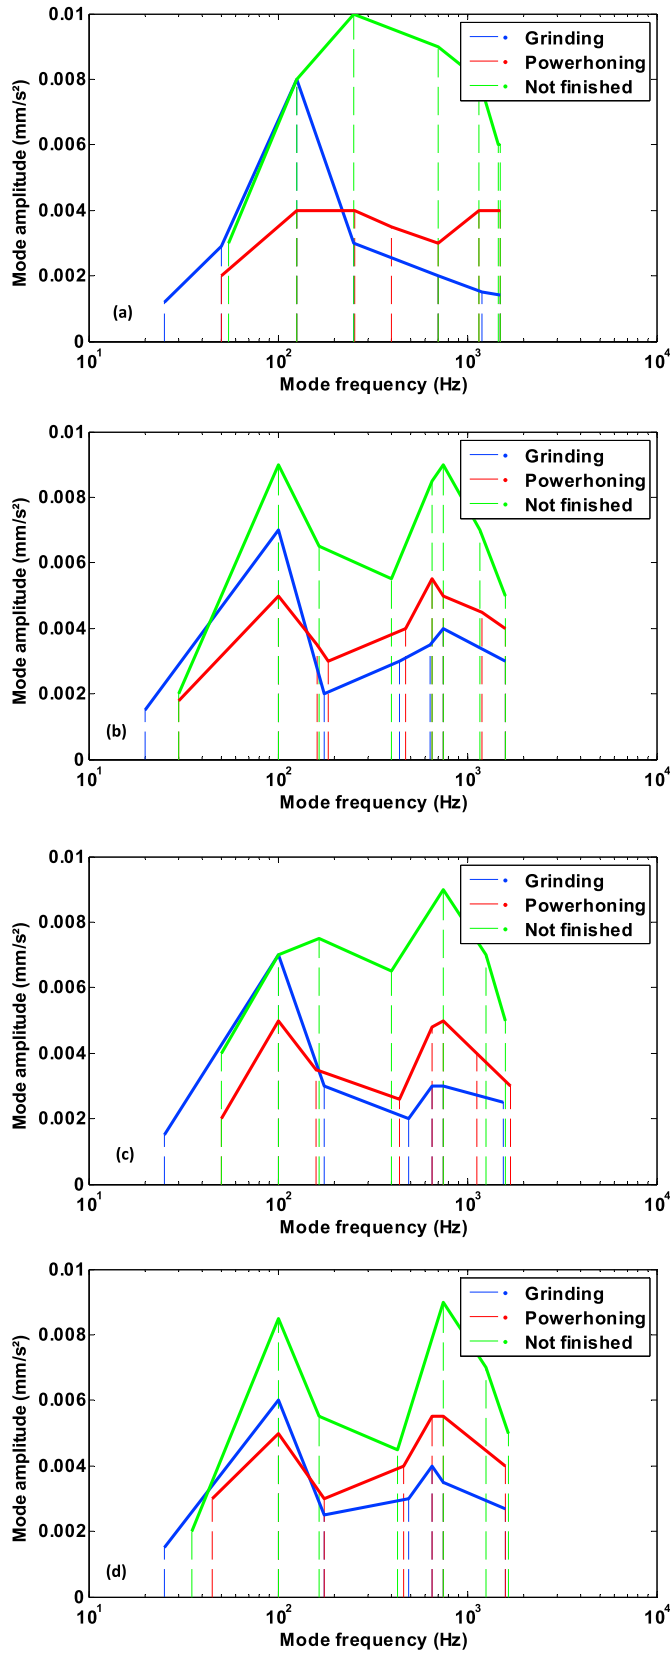 0.01
0.008
0.006
0.004
0.002
0
Mode amplitude (mm/s²)
Grinding
Powerhoning
Not finished
(a)
10¹
10²
10³
10⁴
Mode frequency (Hz)
0.01
0.008
0.006
0.004
0.002
0
Mode amplitude (mm/s²)
Grinding
Powerhoning
Not finished
(b)
10¹
10²
10³
10⁴
Mode frequency (Hz)
0.01
0.008
0.006
0.004
0.002
0
Mode amplitude (mm/s²)
Grinding
Powerhoning
Not finished
(c)
10¹
10²
10³
10⁴
Mode frequency (Hz)
0.01
0.008
0.006
0.004
0.002
0
Mode amplitude (mm/s²)
Grinding
Powerhoning
Not finished
(d)
10¹
10²
10³
10⁴
Mode frequency (Hz)